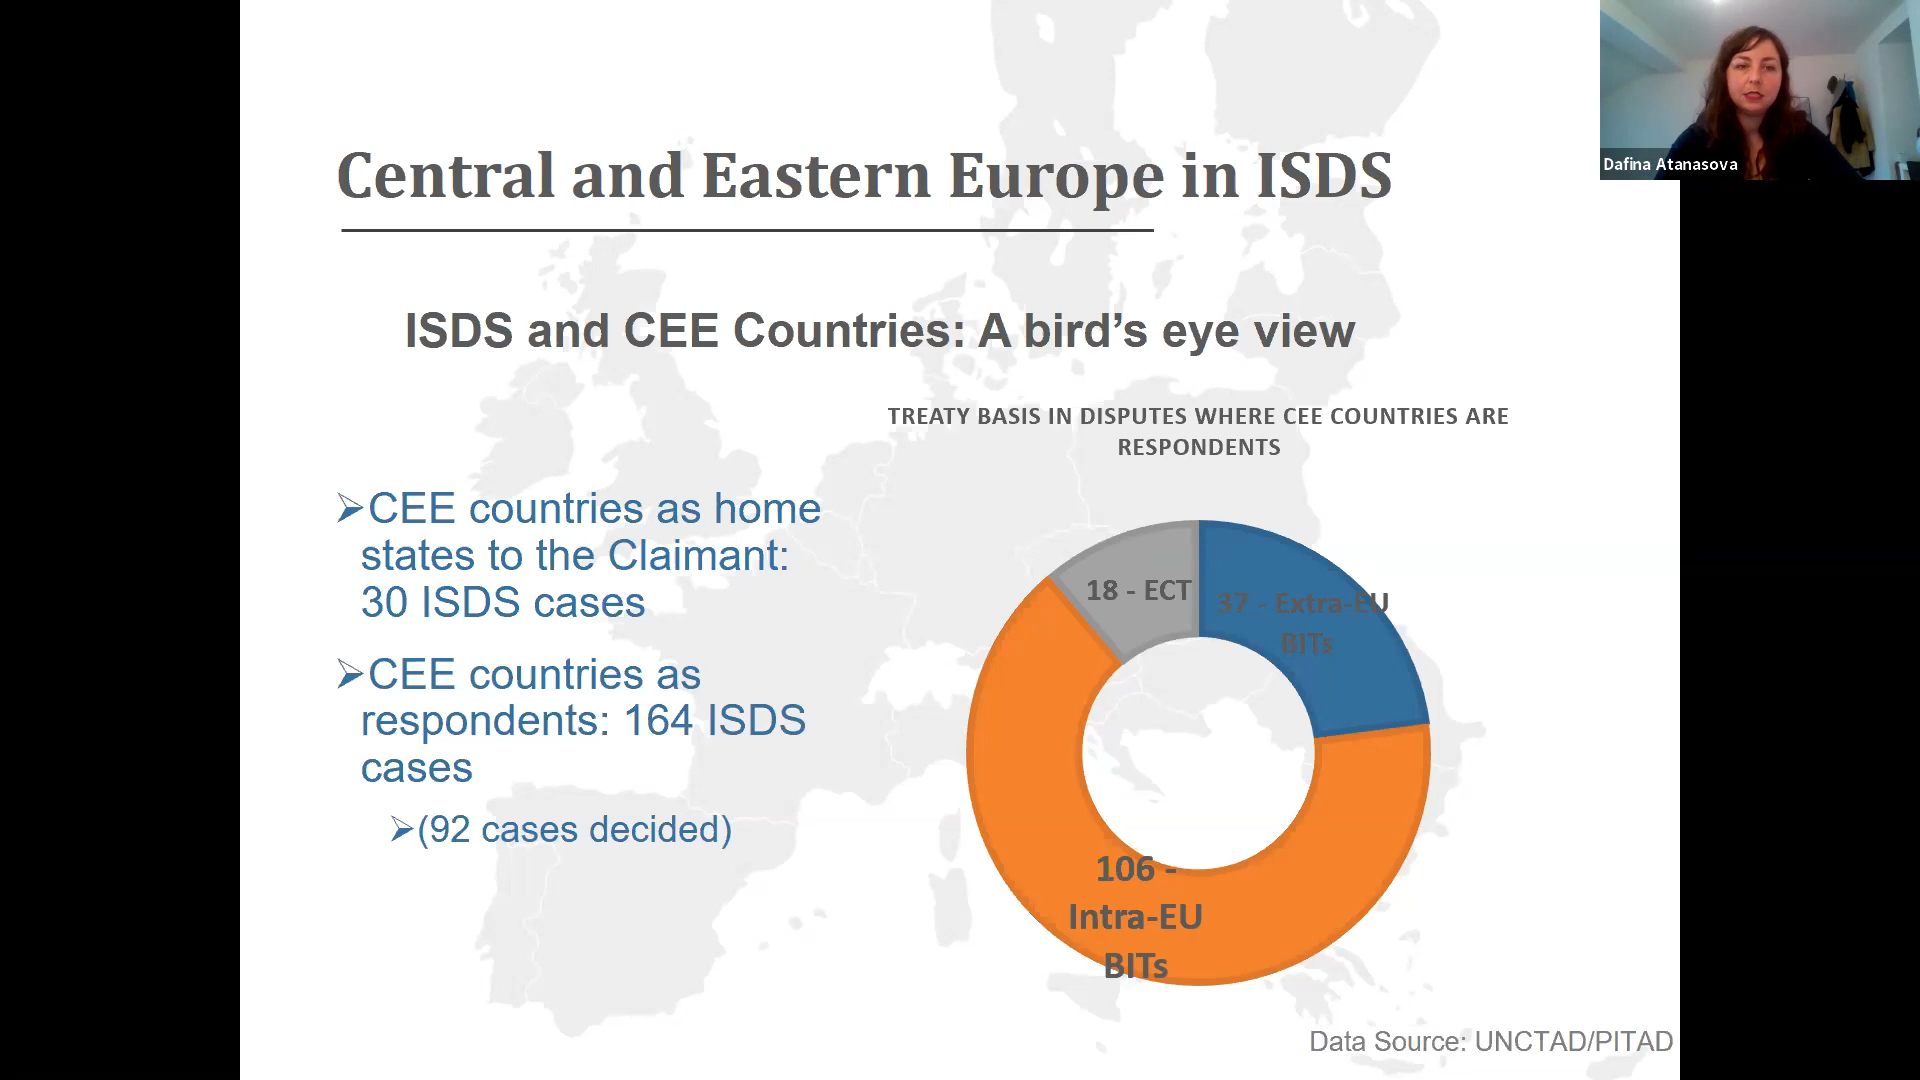 Central and Eastern Europe in ISDS
Dafina Atanasova
ISDS and CEE Countries: A bird’s eye view
TREATY BASIS IN DISPUTES WHERE CEE COUNTRIES ARE
RESPONDENTS
➢CEE countries as home
states to the Claimant:
30 ISDS cases
➢CEE countries as
respondents: 164 ISDS
cases
➢(92 cases decided)
18 - ECT
37 - Extra-EU
BITs
106 -
Intra-EU
BITs
Data Source: UNCTAD/PITAD